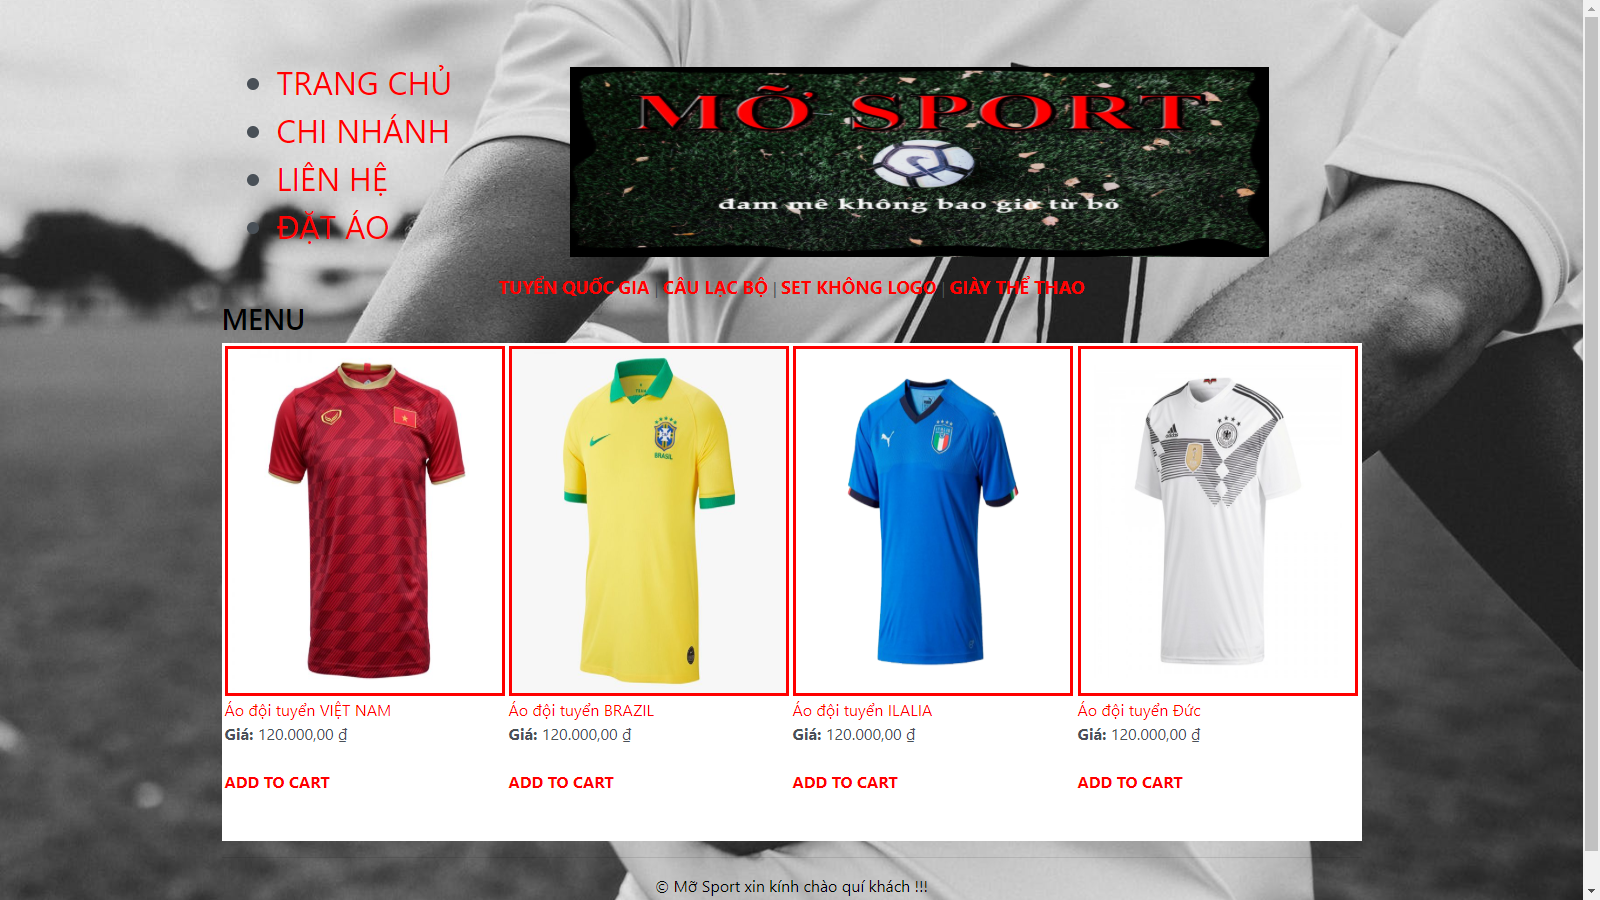 TRANG CHỦ
CHI NHÁNH
LIÊN HỆ
ĐẶT ÁO
MỠ SPORT
đam mê không bao giờ từ bỏ
TUYỂN QUỐC GIA | CÂU LẠC BỘ | SET KHÔNG LOGO | GIÀY THỂ THAO
MENU
BRASIL
Áo đội tuyển VIỆT NAM
Giá: 120.000,00 ₫
ADD TO CART
Áo đội tuyển BRAZIL
Giá: 120.000,00 ₫
ADD TO CART
Áo đội tuyển ILALIA
Giá: 120.000,00 ₫
ADD TO CART
Áo đội tuyển Đức
Giá: 120.000,00 ₫
ADD TO CART
© Mỡ Sport xin kính chào quí khách !!!